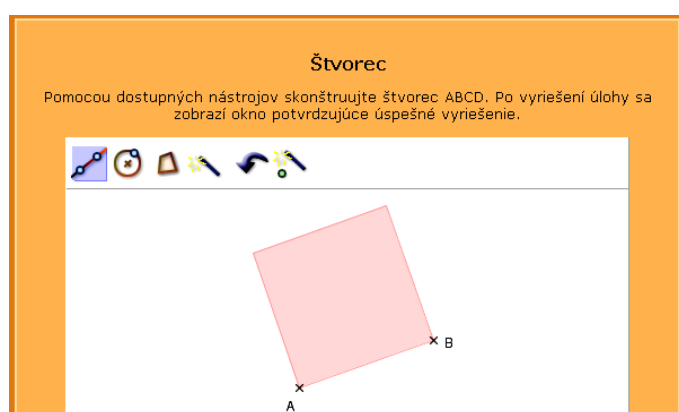 Štvorec
Pomocou dostupných nástrojov skonštruujte štvorec ABCD. Po vyriešení úlohy sa
zobrazí okno potvrdzujúce úspešné vyriešenie.
B
A